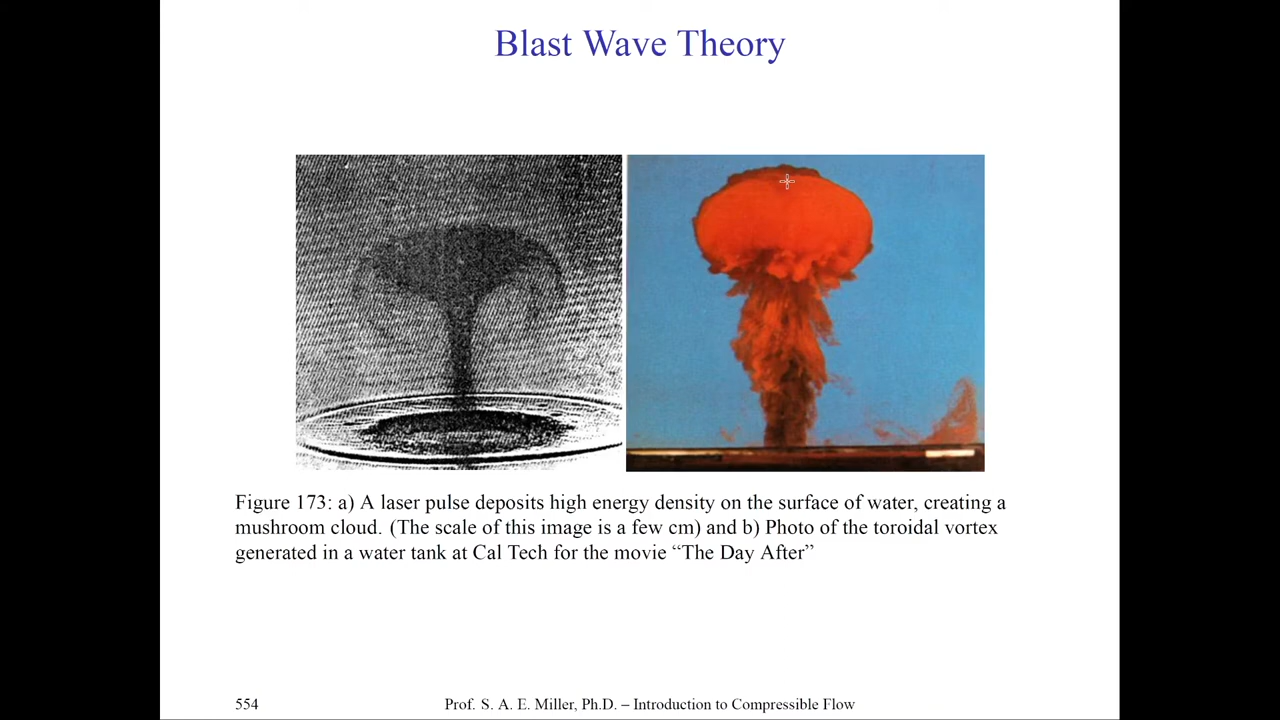 Blast Wave Theory
Figure 173: a) A laser pulse deposits high energy density on the surface of water, creating a
mushroom cloud. (The scale of this image is a few cm) and b) Photo of the toroidal vortex
generated in a water tank at Cal Tech for the movie “The Day After”
554
Prof. S. A. E. Miller, Ph.D. – Introduction to Compressible Flow